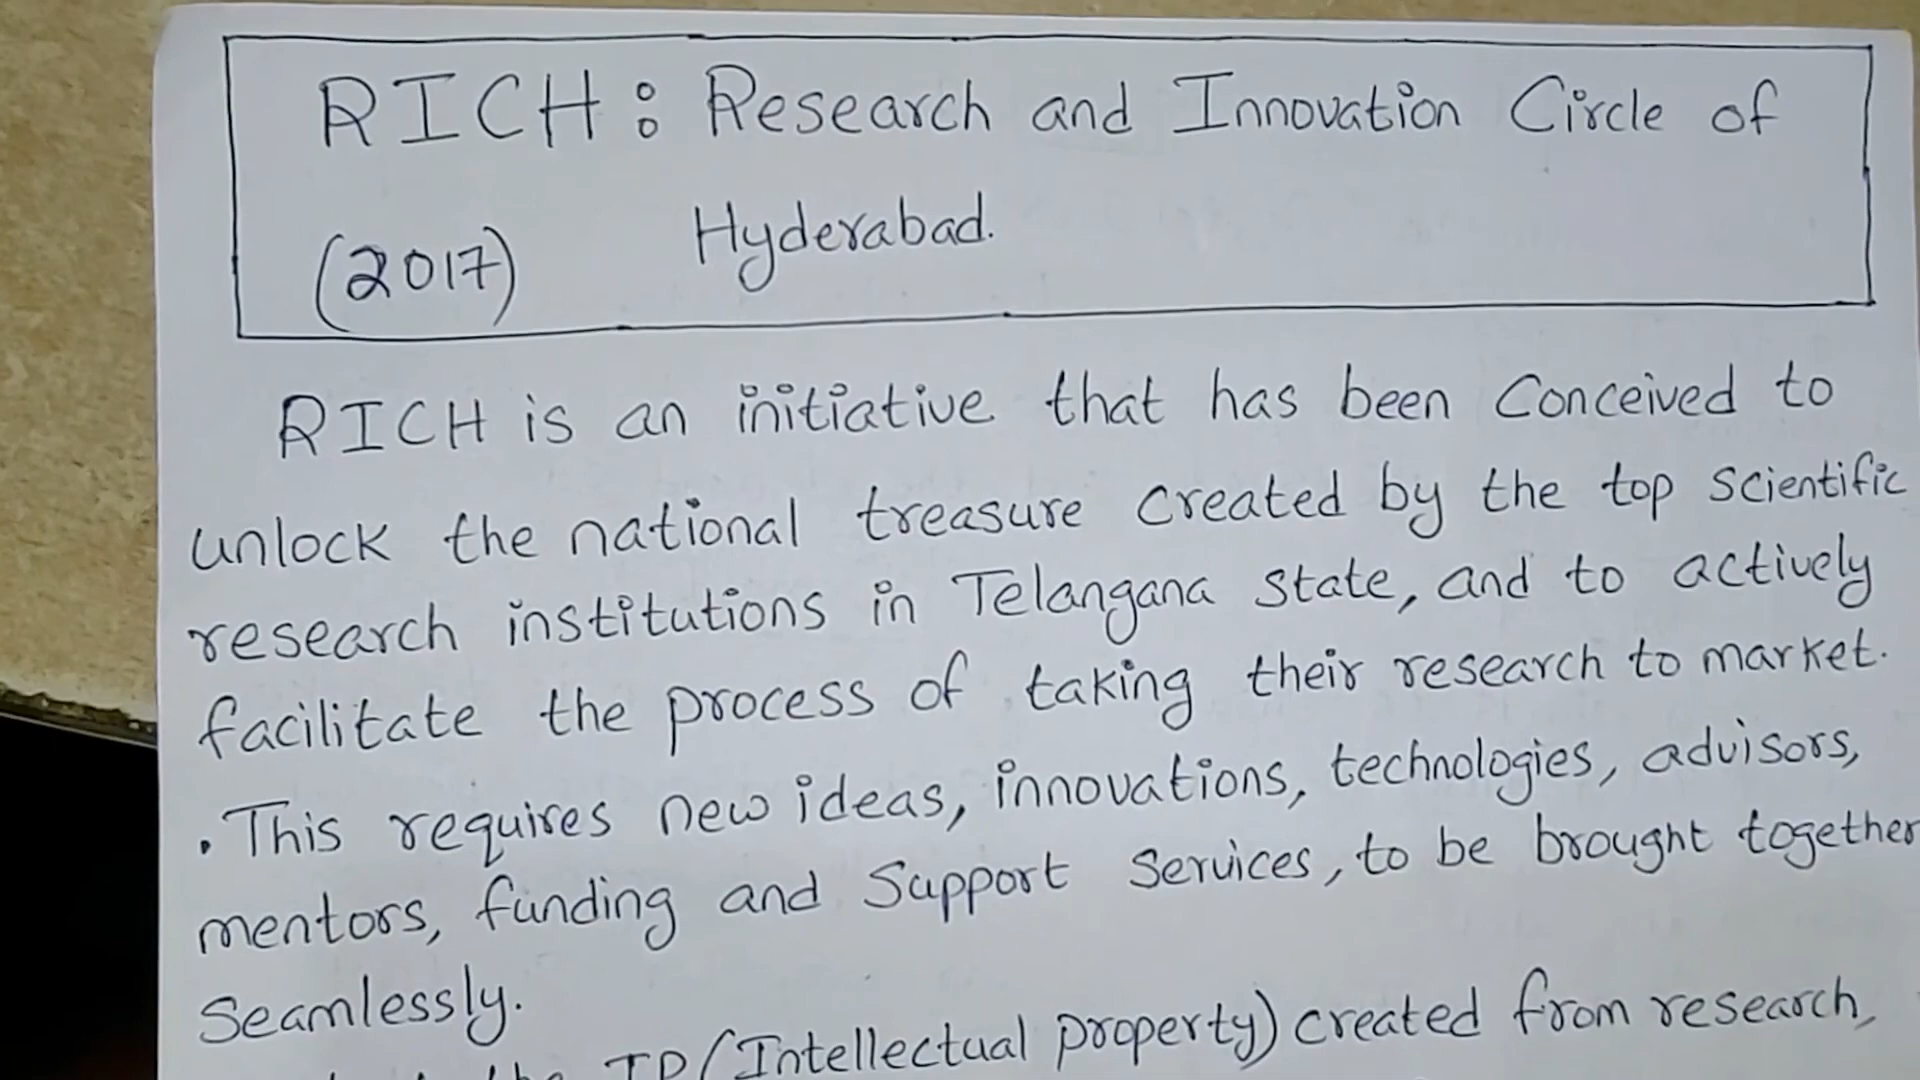 RICH : Research and Innovation Circle of
(2017) Hyderabad.
RICH is an initiative that has been Conceived to
unlock the national treasure created by the top scientific
research institutions in Telangana state, and to actively
facilitate the process of taking their research to market.
. This requires new ideas, innovations, technologies, advisors,
mentors, funding and Support Services, to be brought together
Seamlessly.
the IP (Intellectual property) created from research,